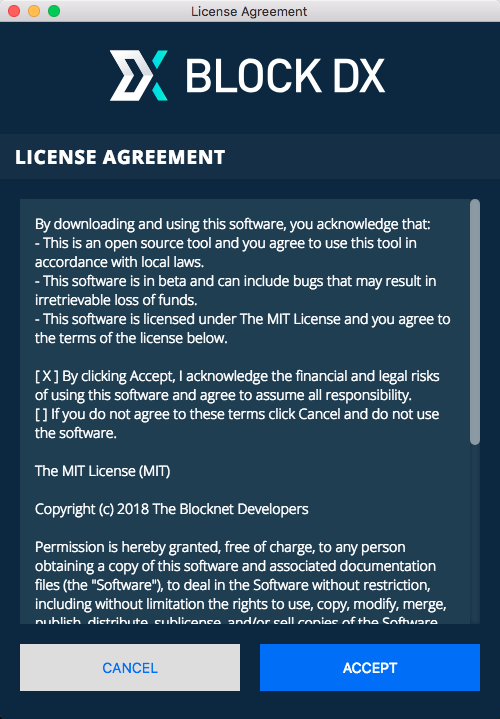 License Agreement
BLOCK DX
LICENSE AGREEMENT
By downloading and using this software, you acknowledge that:
- This is an open source tool and you agree to use this tool in
accordance with local laws.
- This software is in beta and can include bugs that may result in
irretrievable loss of funds.
- This software is licensed under The MIT License and you agree to
the terms of the license below.
[ X ] By clicking Accept, I acknowledge the financial and legal risks
of using this software and agree to assume all responsibility.
[ ] If you do not agree to these terms click Cancel and do not use
the software.
The MIT License (MIT)
Copyright (c) 2018 The Blocknet Developers
Permission is hereby granted, free of charge, to any person
obtaining a copy of this software and associated documentation
files (the "Software"), to deal in the Software without restriction,
including without limitation the rights to use, copy, modify, merge,
publish, distribute, sublicense, and/or sell copies of the Software,
CANCEL
ACCEPT